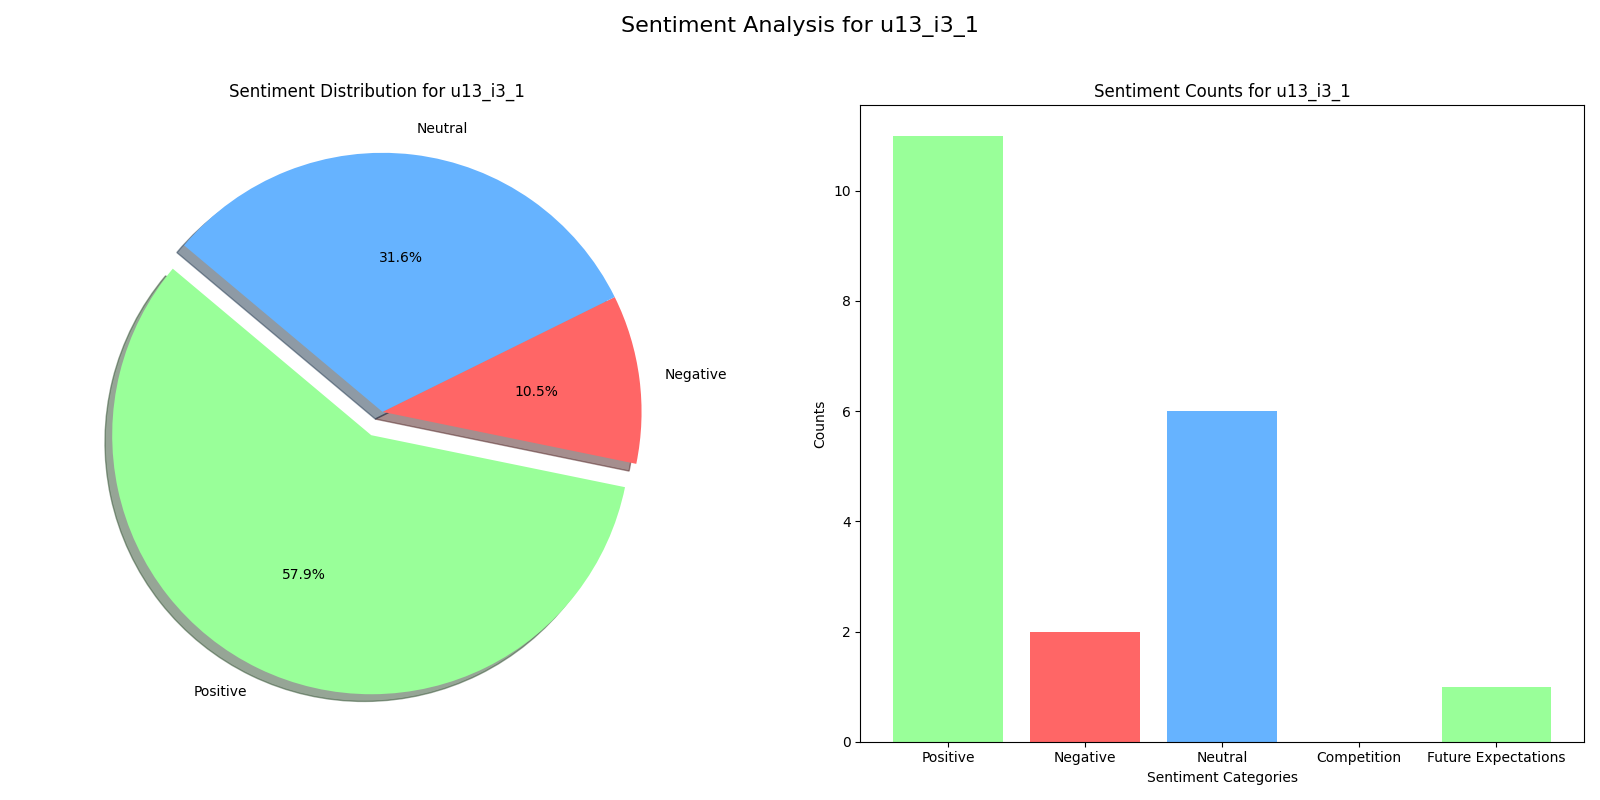 Sentiment Analysis for u13_i3_1
Sentiment Distribution for u13_i3_1
Neutral
31.6%
Negative
10.5%
57.9%
Positive
Sentiment Counts for u13_i3_1
Counts
10
8
6
4
2
0
Positive Negative Neutral Competition Future Expectations
Sentiment Categories